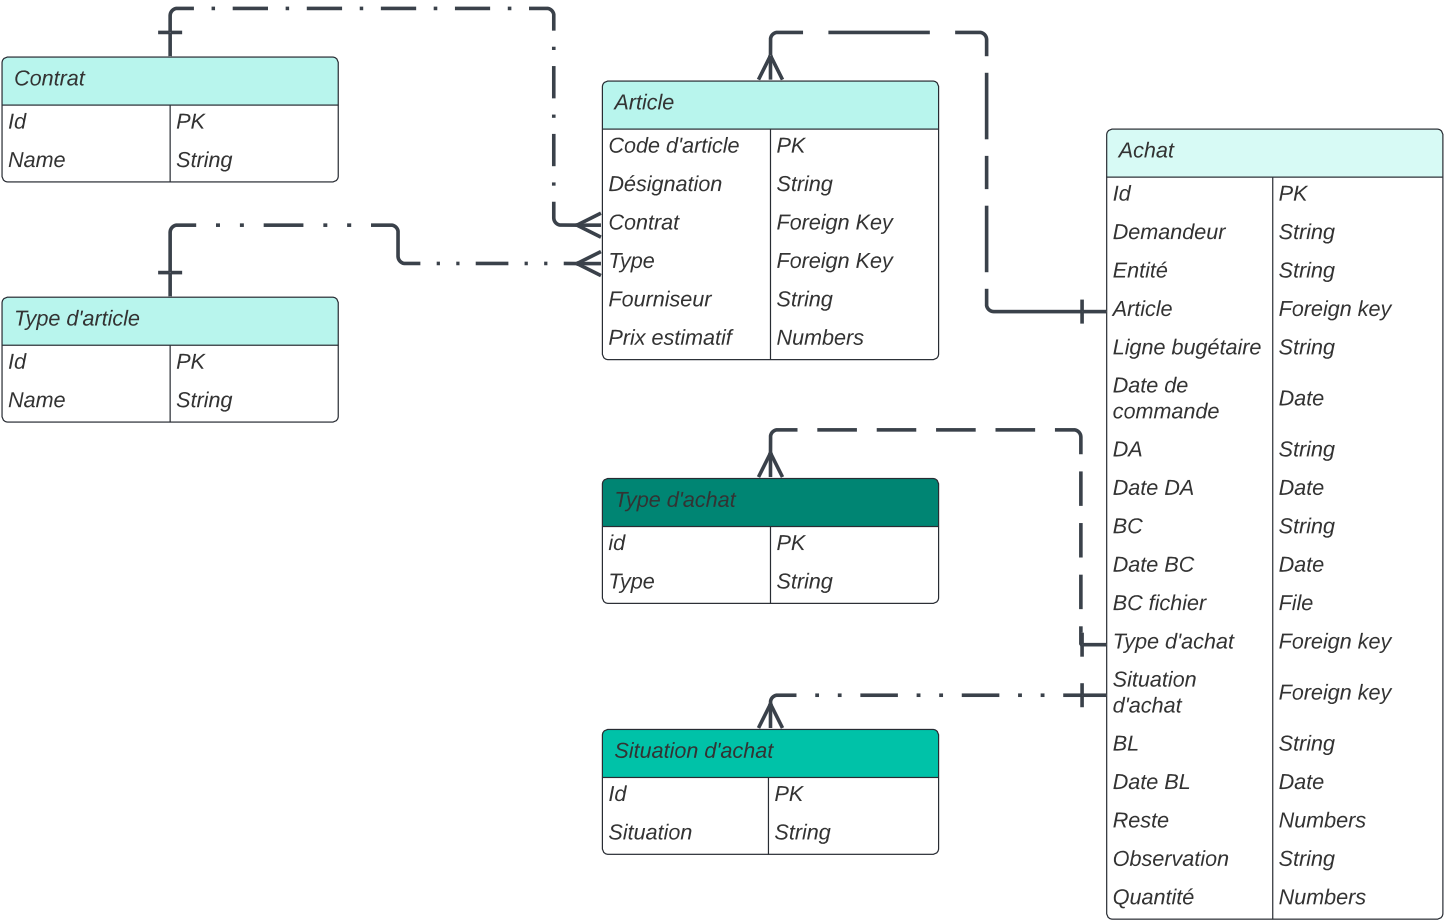 Contrat
Id PK
Name String
Type d'article
Id PK
Name String
Article
Code d'article PK
Désignation String
Contrat Foreign Key
Type Foreign Key
Fourniseur String
Prix estimatif Numbers
Type d'achat
id PK
Type String
Situation d'achat
Id PK
Situation String
Achat
Id PK
Demandeur String
Entité String
Article Foreign key
Ligne bugétaire String
Date de
commande Date
DA String
Date DA Date
BC String
Date BC Date
BC fichier File
Type d'achat Foreign key
Situation
d'achat Foreign key
BL String
Date BL Date
Reste Numbers
Observation String
Quantité Numbers